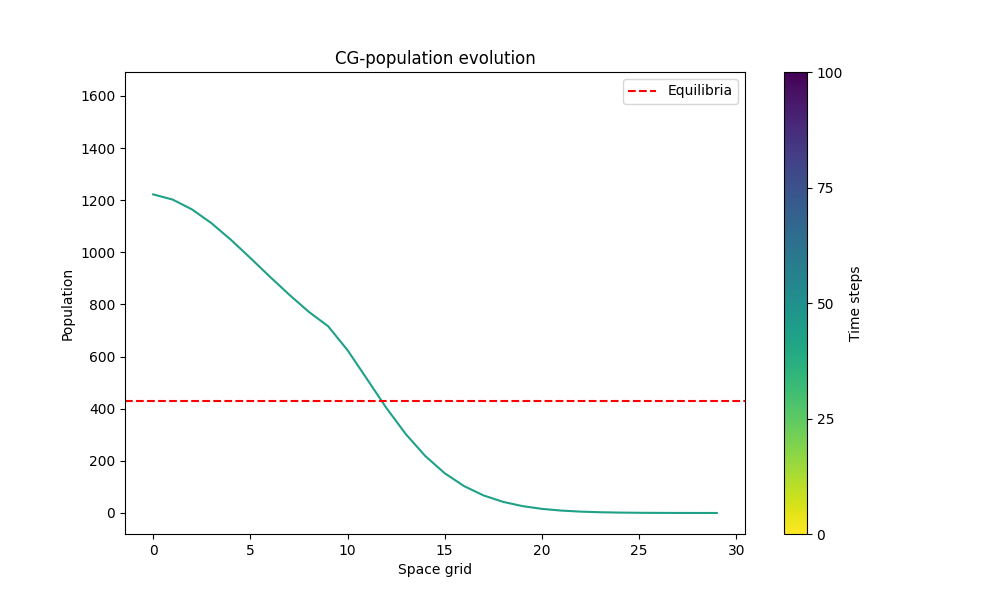 CG-population evolution
Equilibria
1600
1400
1200
1000
800
600
400
200
0
Population
0 5 10 15 20 25 30
Space grid
100
75
50
25
0
Time steps